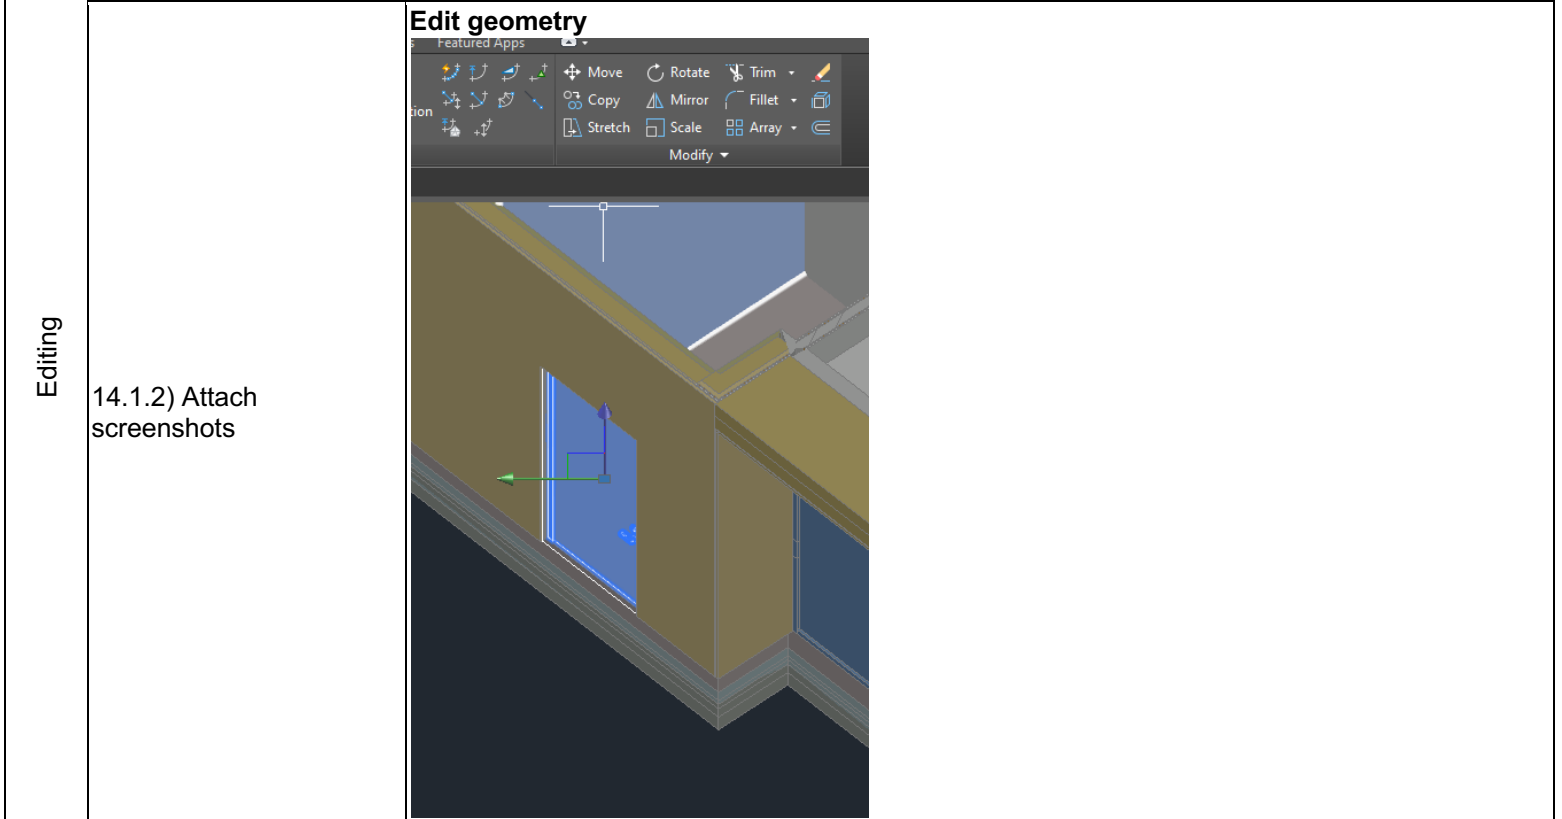 Editing
14.1.2) Attach
screenshots
Edit geometry
Featured Apps
Move Rotate Trim
Copy Mirror Fillet
Stretch Scale Array
Modify